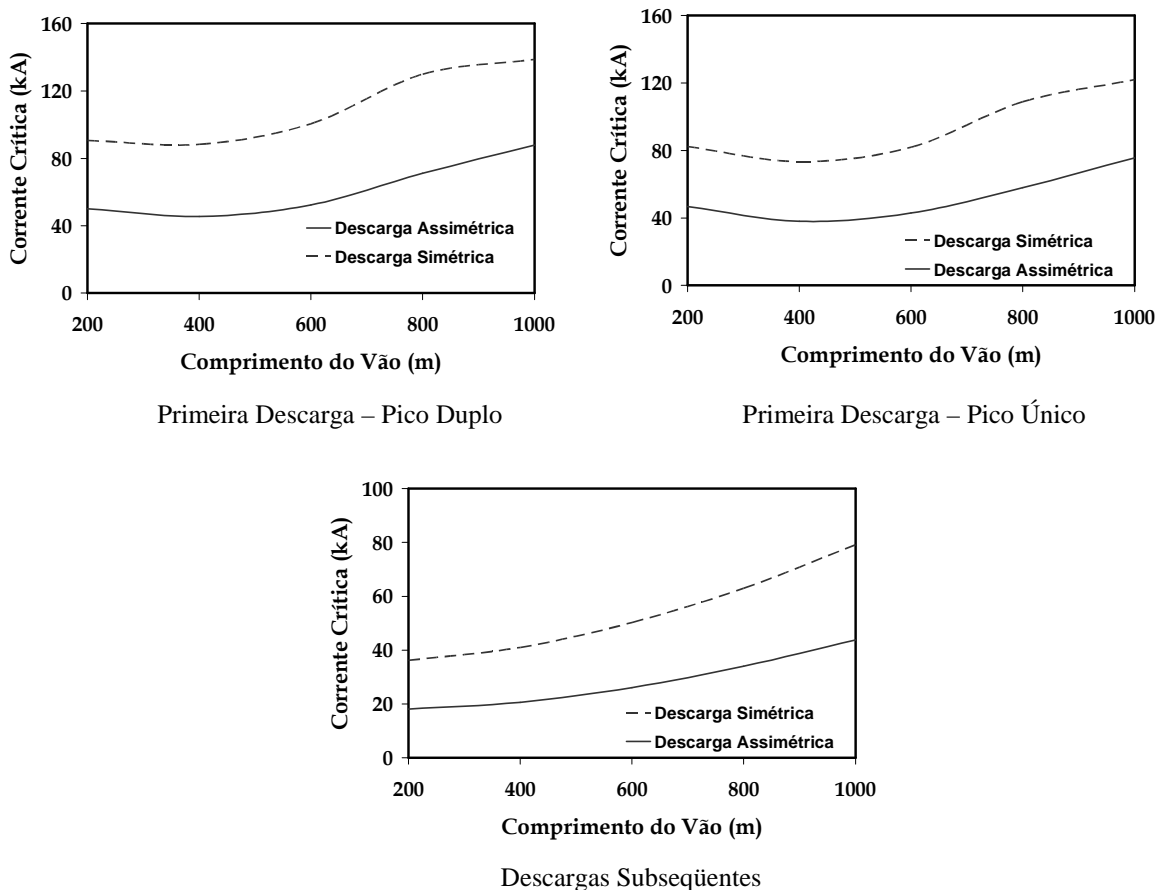 160
120
80
40
0
Corrente Crítica (kA)
Descarga Assimétrica
Descarga Simétrica
200 400 600 800 1000
Comprimento do Vão (m)
Primeira Descarga – Pico Duplo
160
120
80
40
0
Corrente Crítica (kA)
Descarga Simétrica
Descarga Assimétrica
200 400 600 800 1000
Comprimento do Vão (m)
Primeira Descarga – Pico Único
100
80
60
40
20
0
Corrente Crítica (kA)
Descarga Simétrica
Descarga Assimétrica
200 400 600 800 1000
Comprimento do Vão (m)
Descargas Subseqüentes